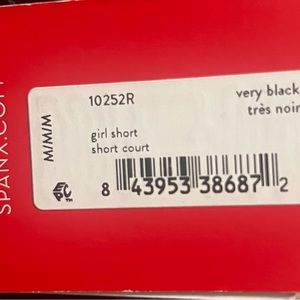 SPANX.COM
M/M/M
10252R
very black
très noir
girl short
short court
8 43953 38687 2